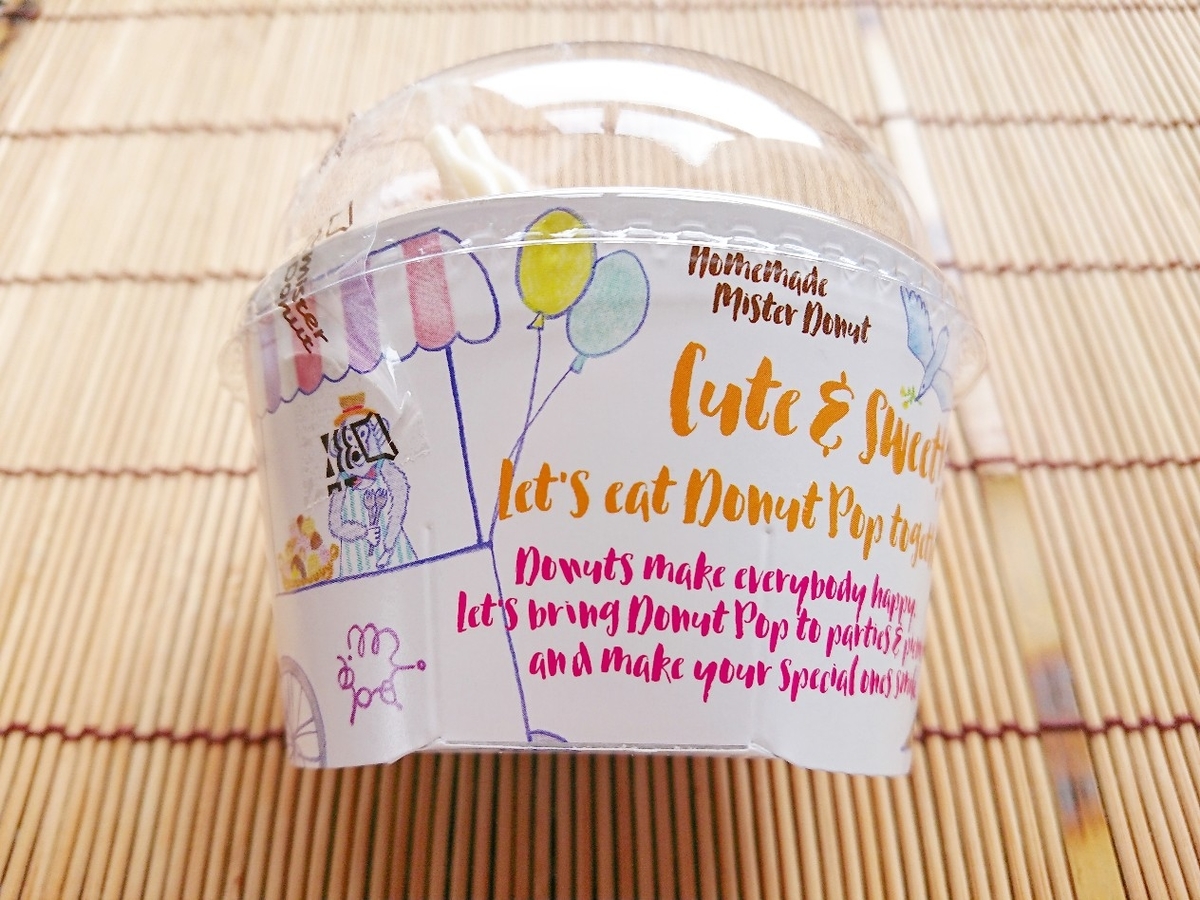 Homemade
Mister Donut
Cute & Sweet
Let's eat Donut Pop
Donuts make everybody happy.
Let's bring Donut Pop to parties &
and make your special ones